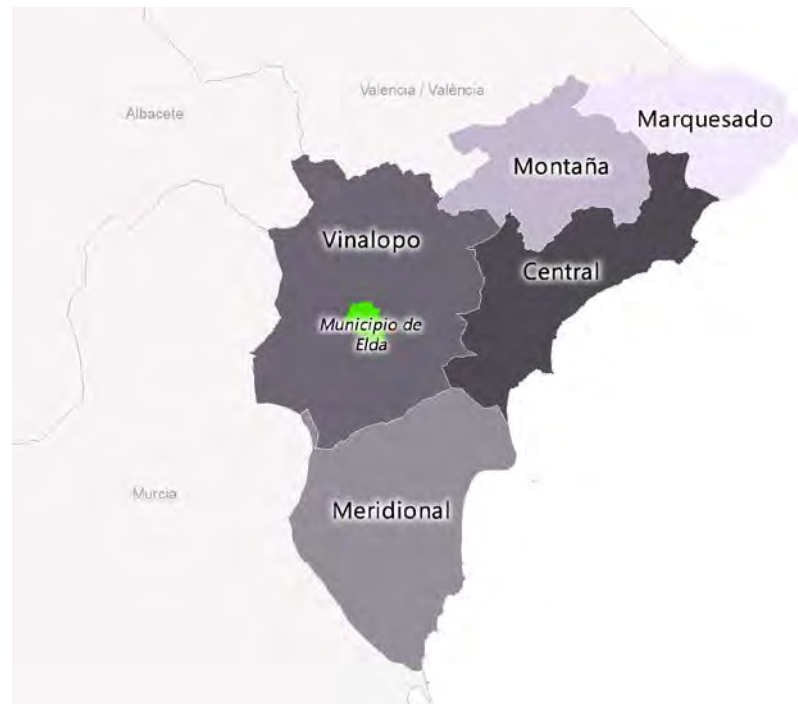 Valencia / València
Albacete
Marquesado
Montaña
Vinalopo
Central
Municipio de
Elda
Murcia
Meridional